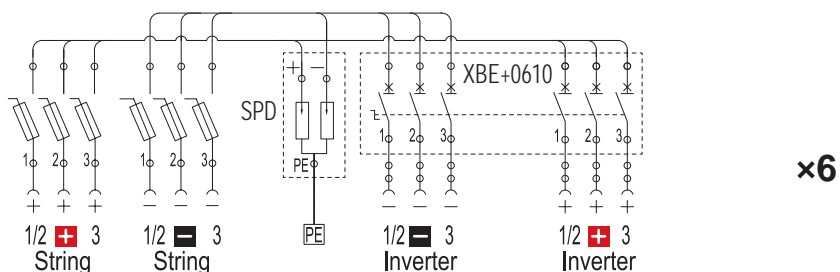 XBE+0610
+ −
SPD
1 2 3
1 2 3
PE
1 2 3
1 2 3
×6
+ + +
− − −
− − −
+ + +
PE
1/2 + 3
1/2 − 3
1/2 − 3
1/2 + 3
String
String
Inverter
Inverter